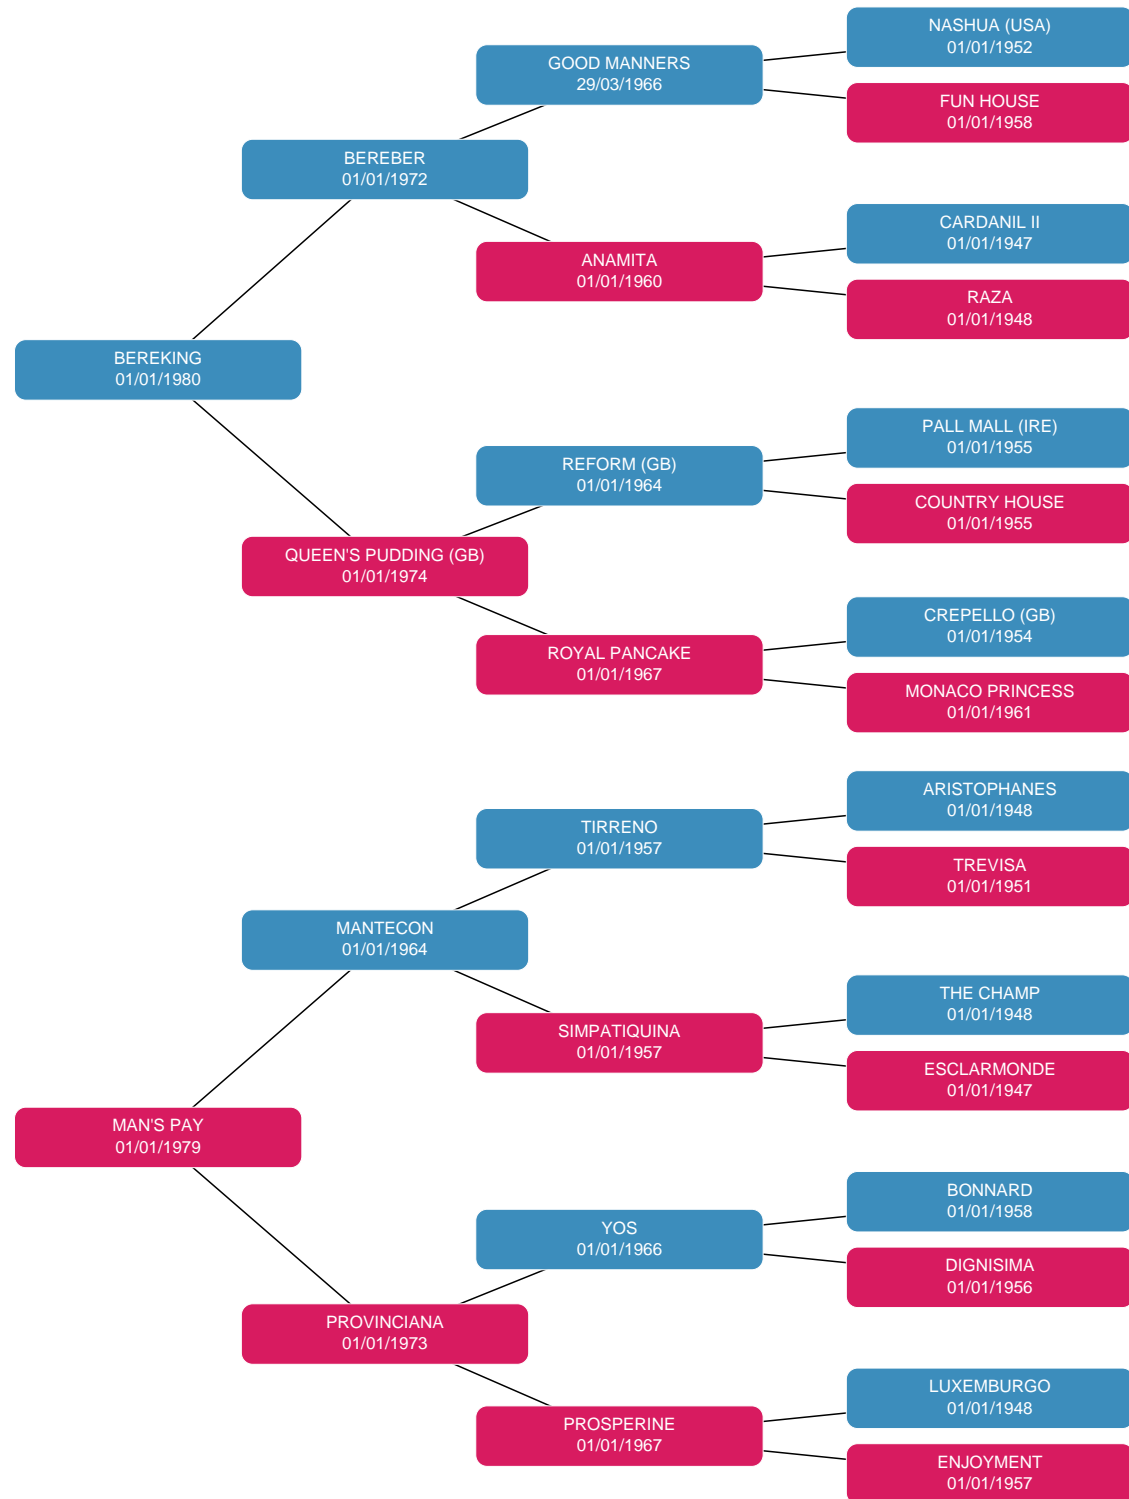 NASHUA (USA)
01/01/1952
GOOD MANNERS
29/03/1966
FUN HOUSE
01/01/1958
BEREBER
01/01/1972
CARDANIL II
01/01/1947
ANAMITA
01/01/1960
RAZA
01/01/1948
BEREKING
01/01/1980
PALL MALL (IRE)
01/01/1955
REFORM (GB)
01/01/1964
COUNTRY HOUSE
01/01/1955
QUEEN'S PUDDING (GB)
01/01/1974
CREPELLO (GB)
01/01/1954
ROYAL PANCAKE
01/01/1967
MONACO PRINCESS
01/01/1961
ARISTOPHANES
01/01/1948
TIRRENO
01/01/1957
TREVISA
01/01/1951
MANTECON
01/01/1964
THE CHAMP
01/01/1948
SIMPATIQUINA
01/01/1957
ESCLARMONDE
01/01/1947
MAN'S PAY
01/01/1979
BONNARD
01/01/1958
YOS
01/01/1966
DIGNISIMA
01/01/1956
PROVINCIANA
01/01/1973
LUXEMBURGO
01/01/1948
PROSPERINE
01/01/1967
ENJOYMENT
01/01/1957